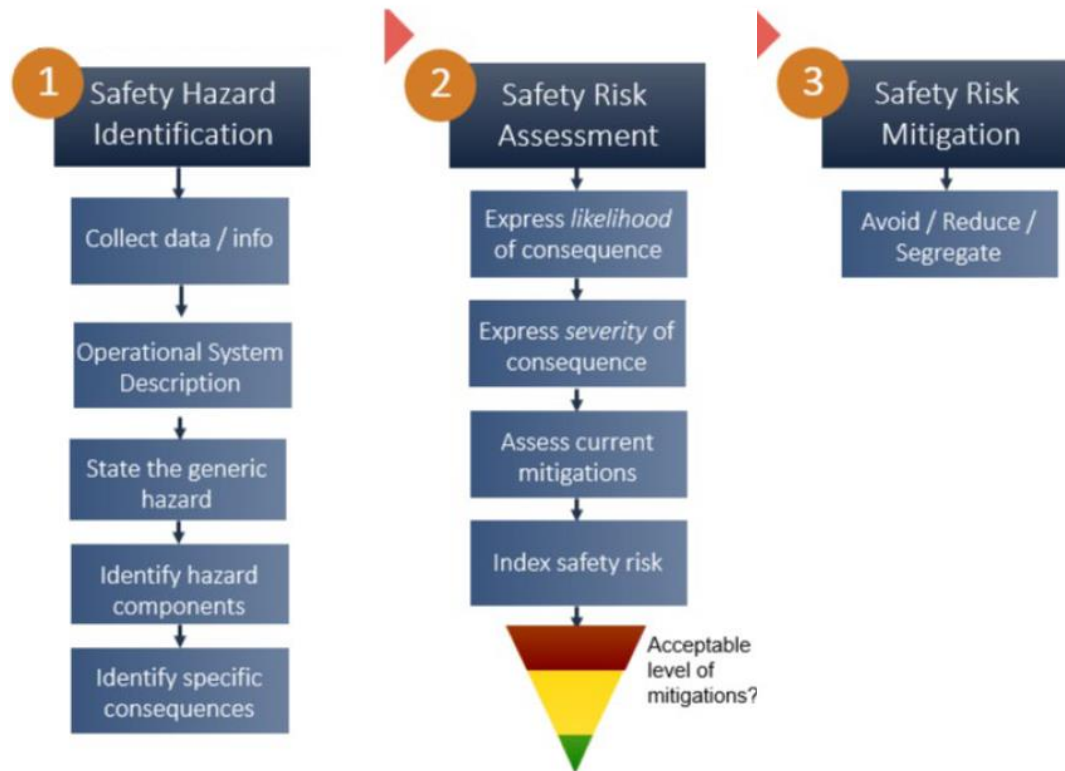 1
Safety Hazard
Identification
Collect data / info
Operational System
Description
State the generic
hazard
Identify hazard
components
Identify specific
consequences
2
Safety Risk
Assessment
Express likelihood
of consequence
Express severity of
consequence
Assess current
mitigations
Index safety risk
Acceptable
level of
mitigations?
3
Safety Risk
Mitigation
Avoid / Reduce /
Segregate